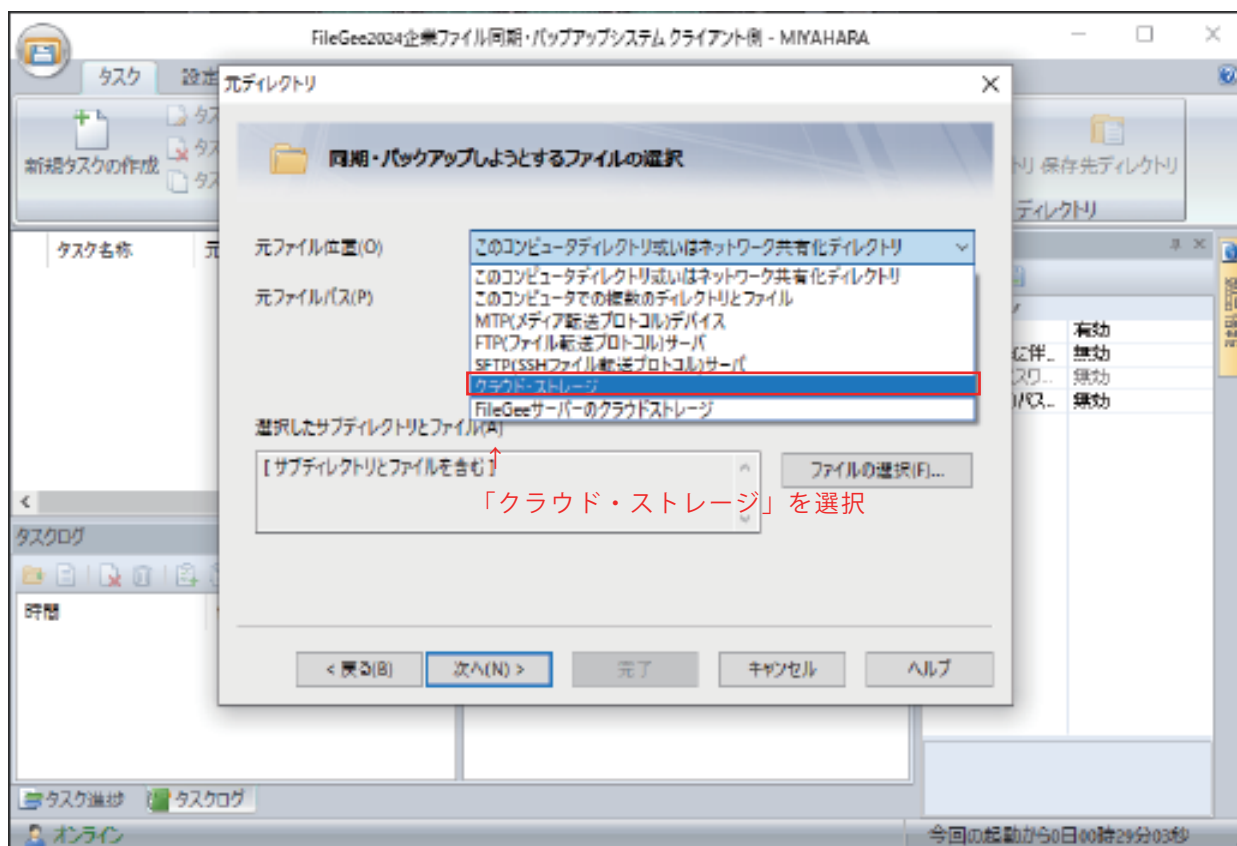 FileGee2024企業ファイル同期・バップアップシステム クライアント側 - MIYAHARA
タスク
設定
新規タスクの作成
タス
タス
タス
トリ 保存先ディレクトリ
ディレクトリ
元ディレクトリ
同期・バックアップしようとするファイルの選択
元ファイル位置(O)
このコンピュータディレクトリ或いはネットワーク共有化ディレクトリ
このコンピュータディレクトリ或いはネットワーク共有化ディレクトリ
元ファイルパス(P)
このコンピュータでの複数のディレクトリとファイル
MTP(メディア転送プロトコル)デバイス
FTP(ファイル転送プロトコル)サーバ
SFTP(SSHファイル転送プロトコル)サーバ
クラウド・ストレージ
FileGeeサーバーのクラウドストレージ
選択したサブディレクトリとファイル(A)
[ サブディレクトリとファイルを含む ]
ファイルの選択(F)...
↑
「クラウド・ストレージ」を選択
< 戻る(B)
次へ(N) >
完了
キャンセル
ヘルプ
タスク名称
元
有効
に伴...
無効
スワ...
無効
パス...
無効
タスクログ
時間
タスク進捗
タスクログ
オンライン
今回の起動から0日00時29分03秒